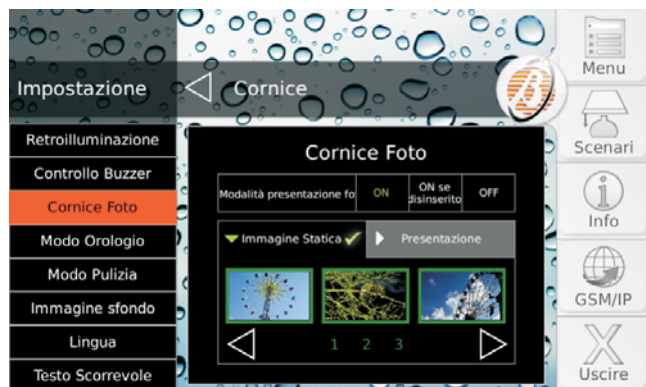 Impostazione
Cornice
Retroilluminazione
Controllo Buzzer
Cornice Foto
Modo Orologio
Modo Pulizia
Immagine sfondo
Lingua
Testo Scorrevole
Cornice Foto
Modalità presentazione fo
ON
ON se
disinserito
OFF
Immagine Statica
Presentazione
1 2 3
Menu
Scenari
Info
GSM/IP
Uscire